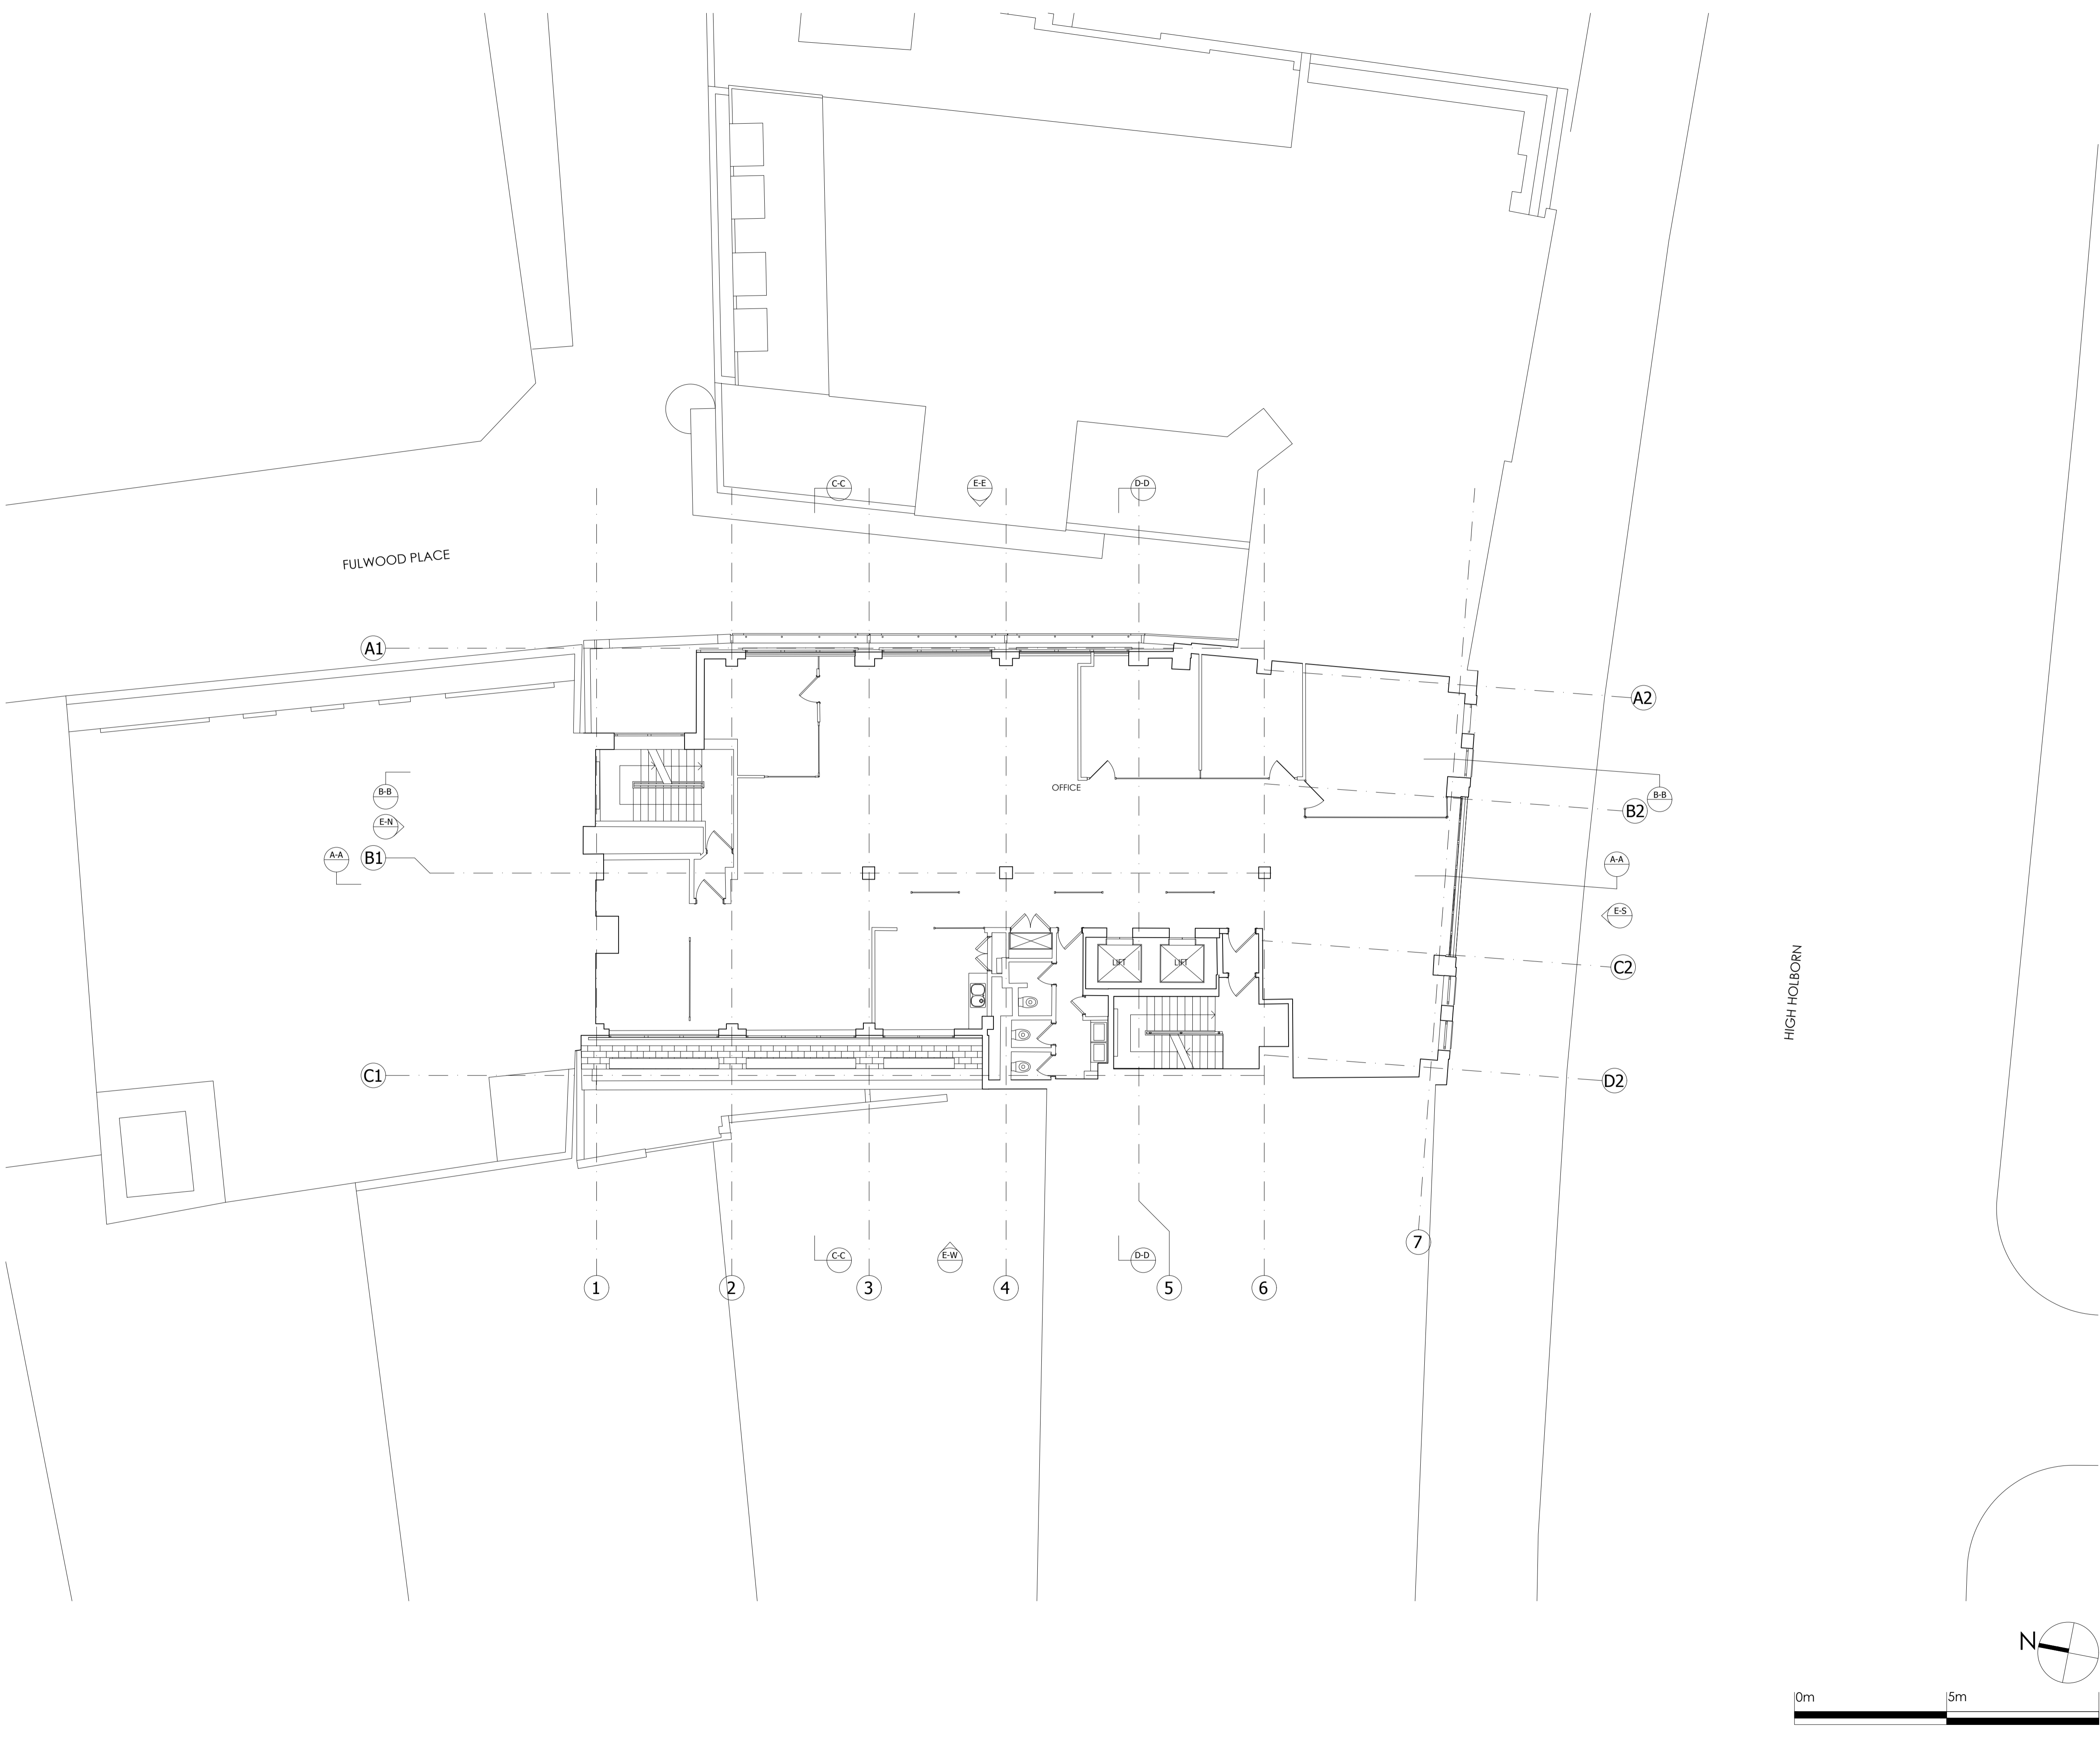 C-C
E-E
D-D
FULWOOD PLACE
A1
A2
B-B
OFFICE
B-B
B2
E-N
A-A
B1
A-A
E-S
LIFT
LIFT
C2
HIGH HOLBORN
C1
D2
7
C-C
E-W
D-D
1
2
3
4
5
6
N
0m
5m